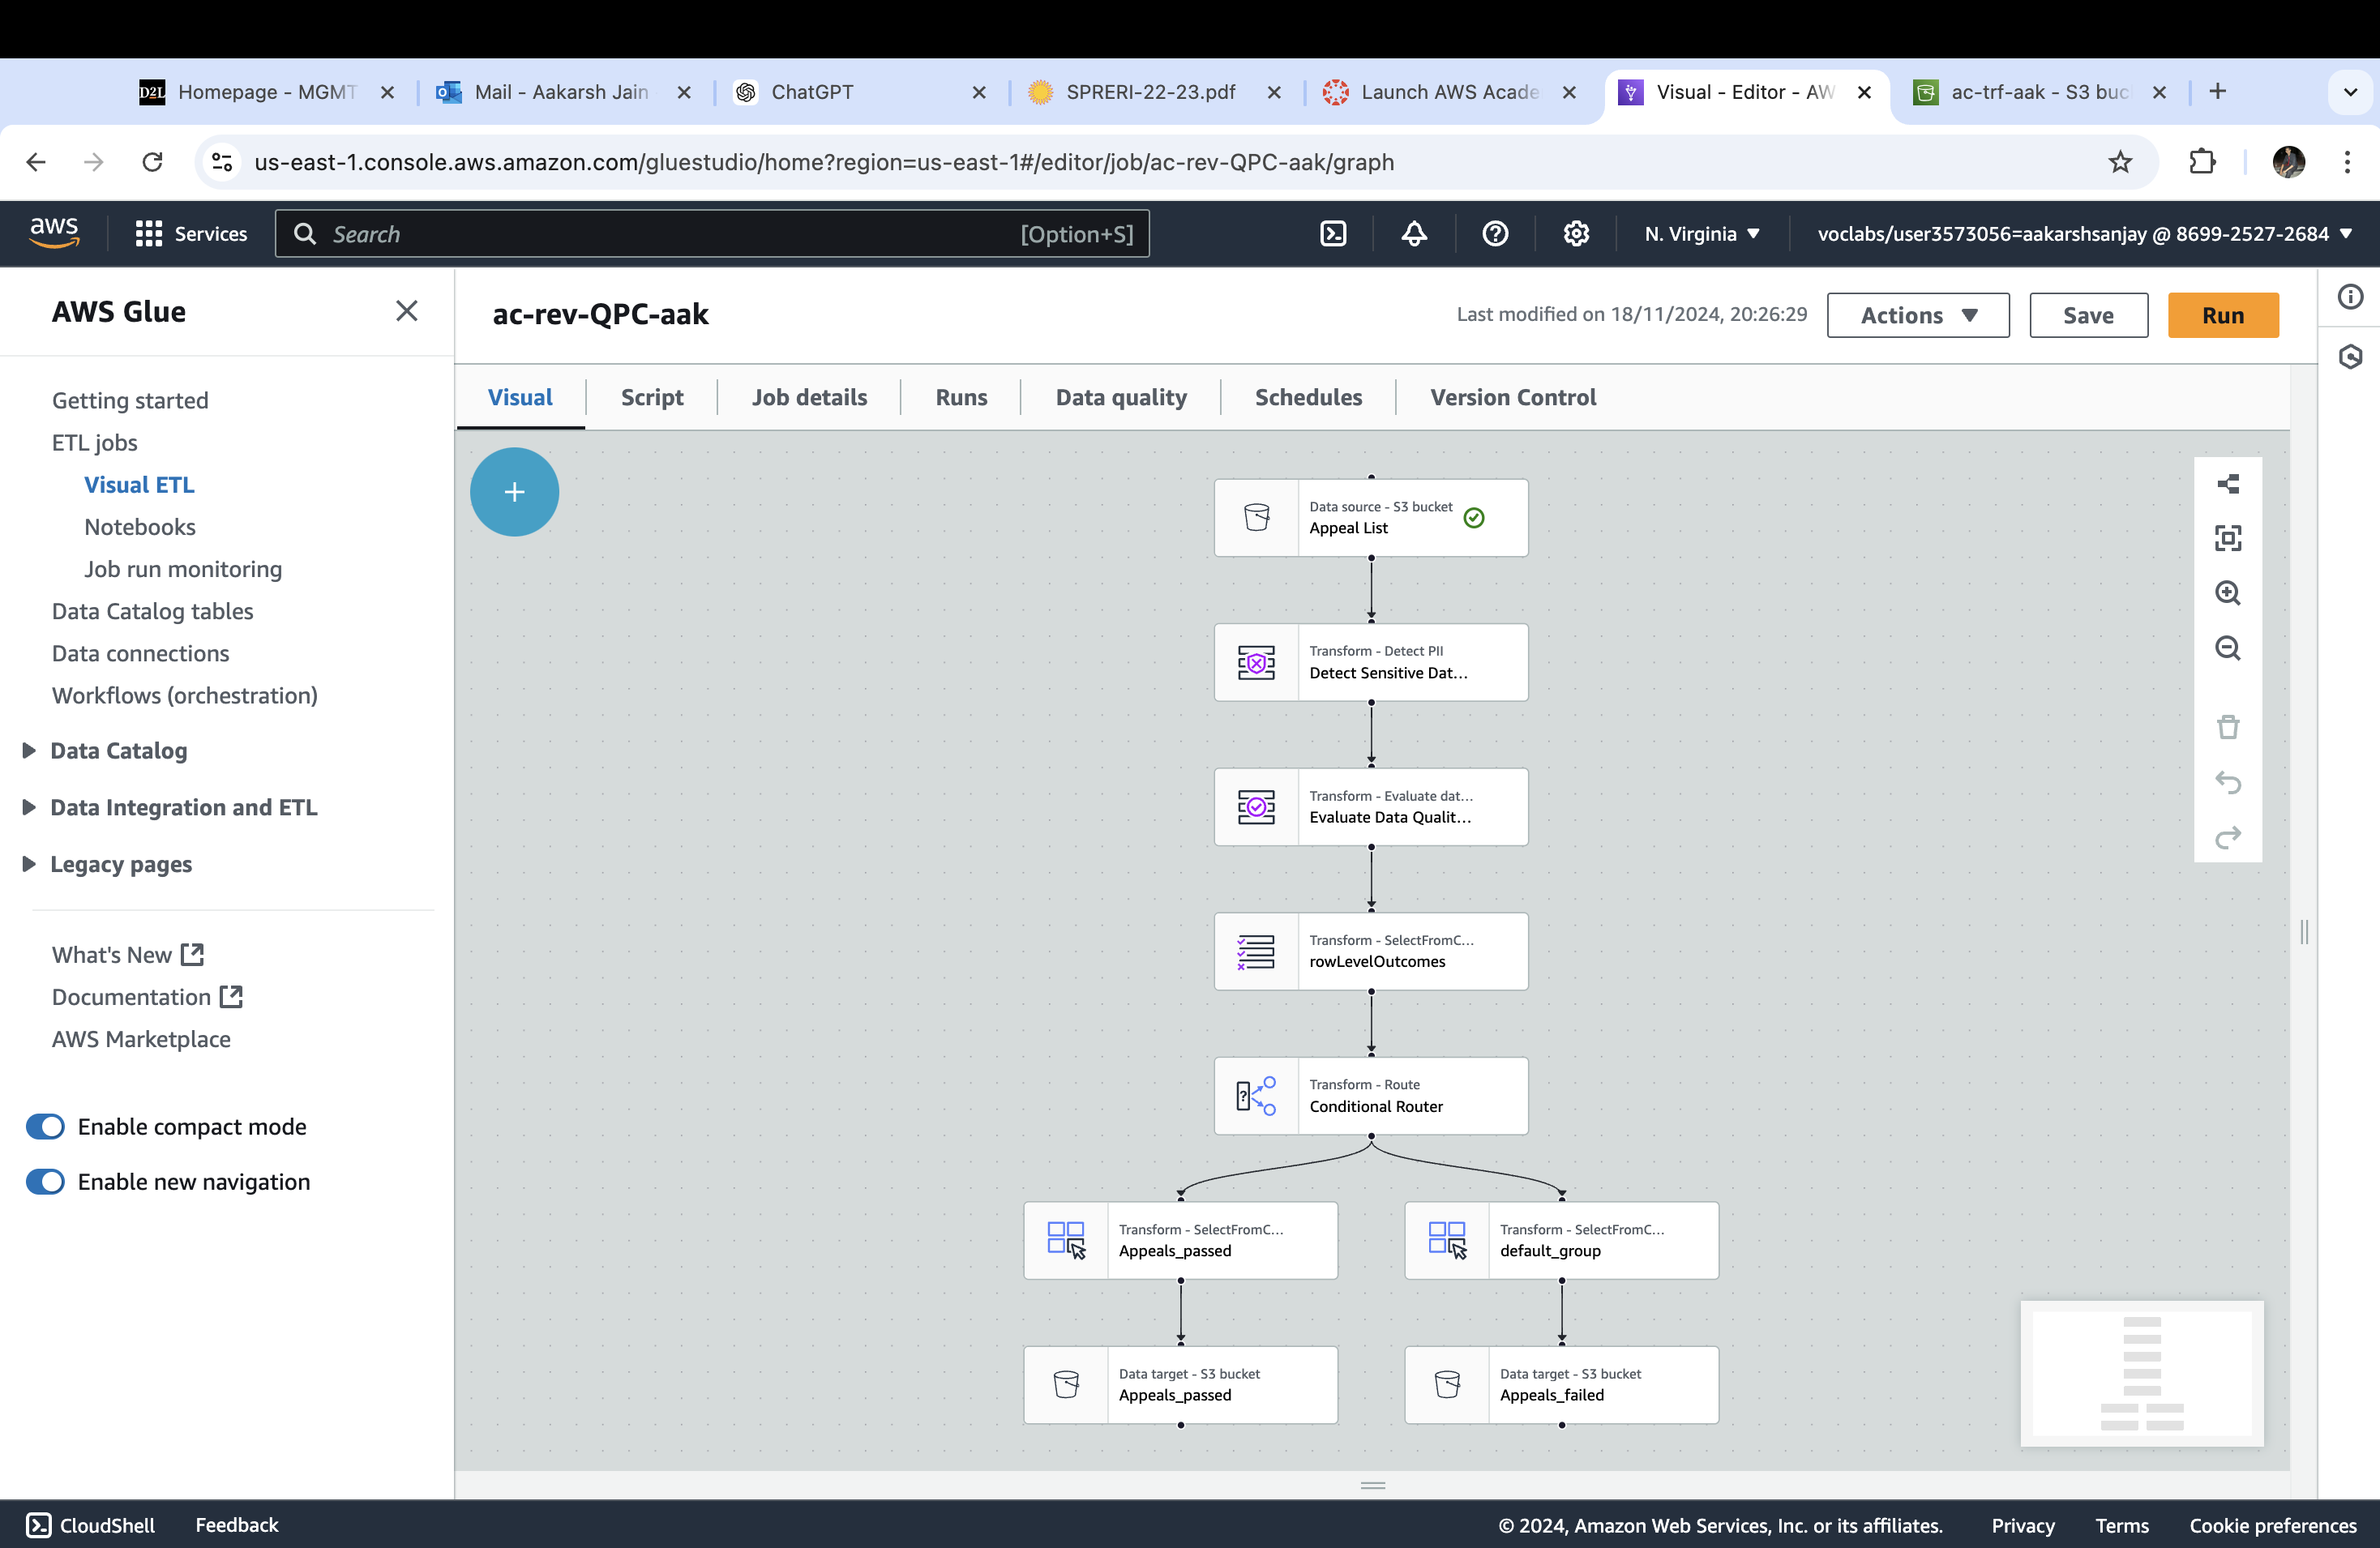 D2L Homepage - MGMT
Mail - Aakarsh Jain
ChatGPT
SPRERI-22-23.pdf
Launch AWS Acade
Visual - Editor - AW
ac-trf-aak - S3 buc
us-east-1.console.aws.amazon.com/gluestudio/home?region=us-east-1#/editor/job/ac-rev-QPC-aak/graph
aws
Services
Search
[Option+S]
N. Virginia
voclabs/user3573056=aakarshsanjay @ 8699-2527-2684
AWS Glue
Getting started
ETL jobs
Visual ETL
Notebooks
Job run monitoring
Data Catalog tables
Data connections
Workflows (orchestration)
Data Catalog
Data Integration and ETL
Legacy pages
What's New
Documentation
AWS Marketplace
Enable compact mode
Enable new navigation
ac-rev-QPC-aak
Last modified on 18/11/2024, 20:26:29
Actions
Save
Run
Visual
Script
Job details
Runs
Data quality
Schedules
Version Control
Data source - S3 bucket
Appeal List
Transform - Detect PII
Detect Sensitive Dat...
Transform - Evaluate dat...
Evaluate Data Qualit...
Transform - SelectFromC...
rowLevelOutcomes
Transform - Route
Conditional Router
Transform - SelectFromC...
Appeals_passed
Transform - SelectFromC...
default_group
Data target - S3 bucket
Appeals_passed
Data target - S3 bucket
Appeals_failed
CloudShell
Feedback
© 2024, Amazon Web Services, Inc. or its affiliates.
Privacy
Terms
Cookie preferences